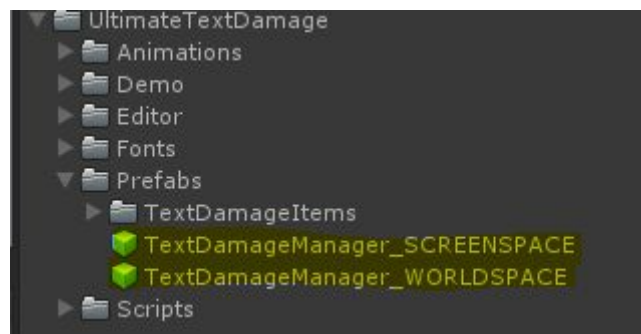 UltimateTextDamage
Animations
Demo
Editor
Fonts
Prefabs
TextDamageItems
TextDamageManager_SCREENSPACE
TextDamageManager_WORLDSPACE
Scripts